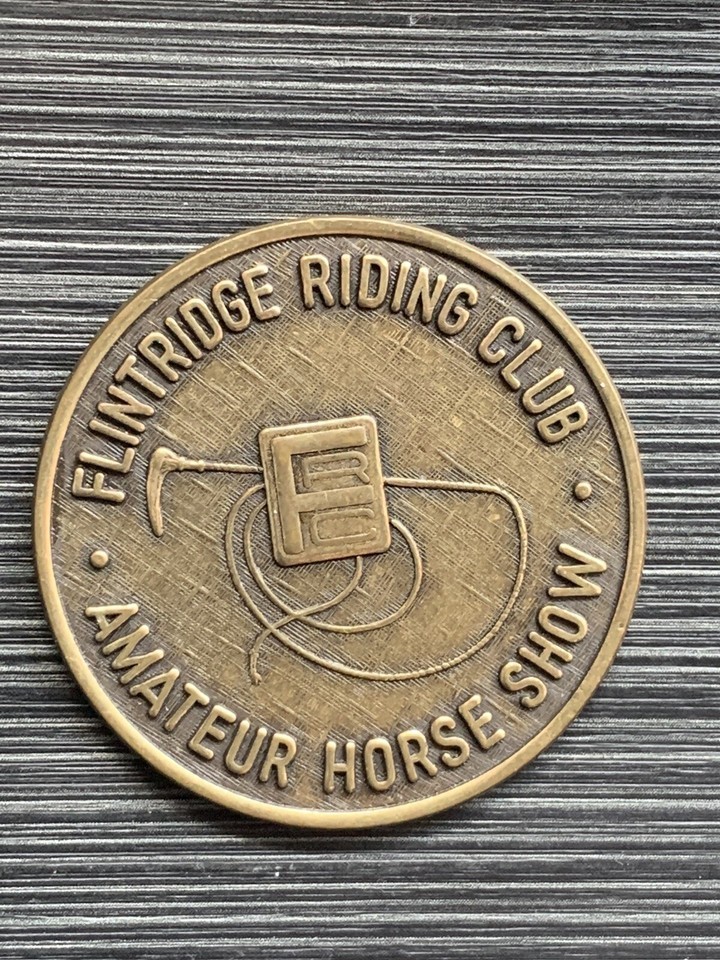 FLINTRIDGE RIDING CLUB
FRC
AMATEUR HORSE SHOW